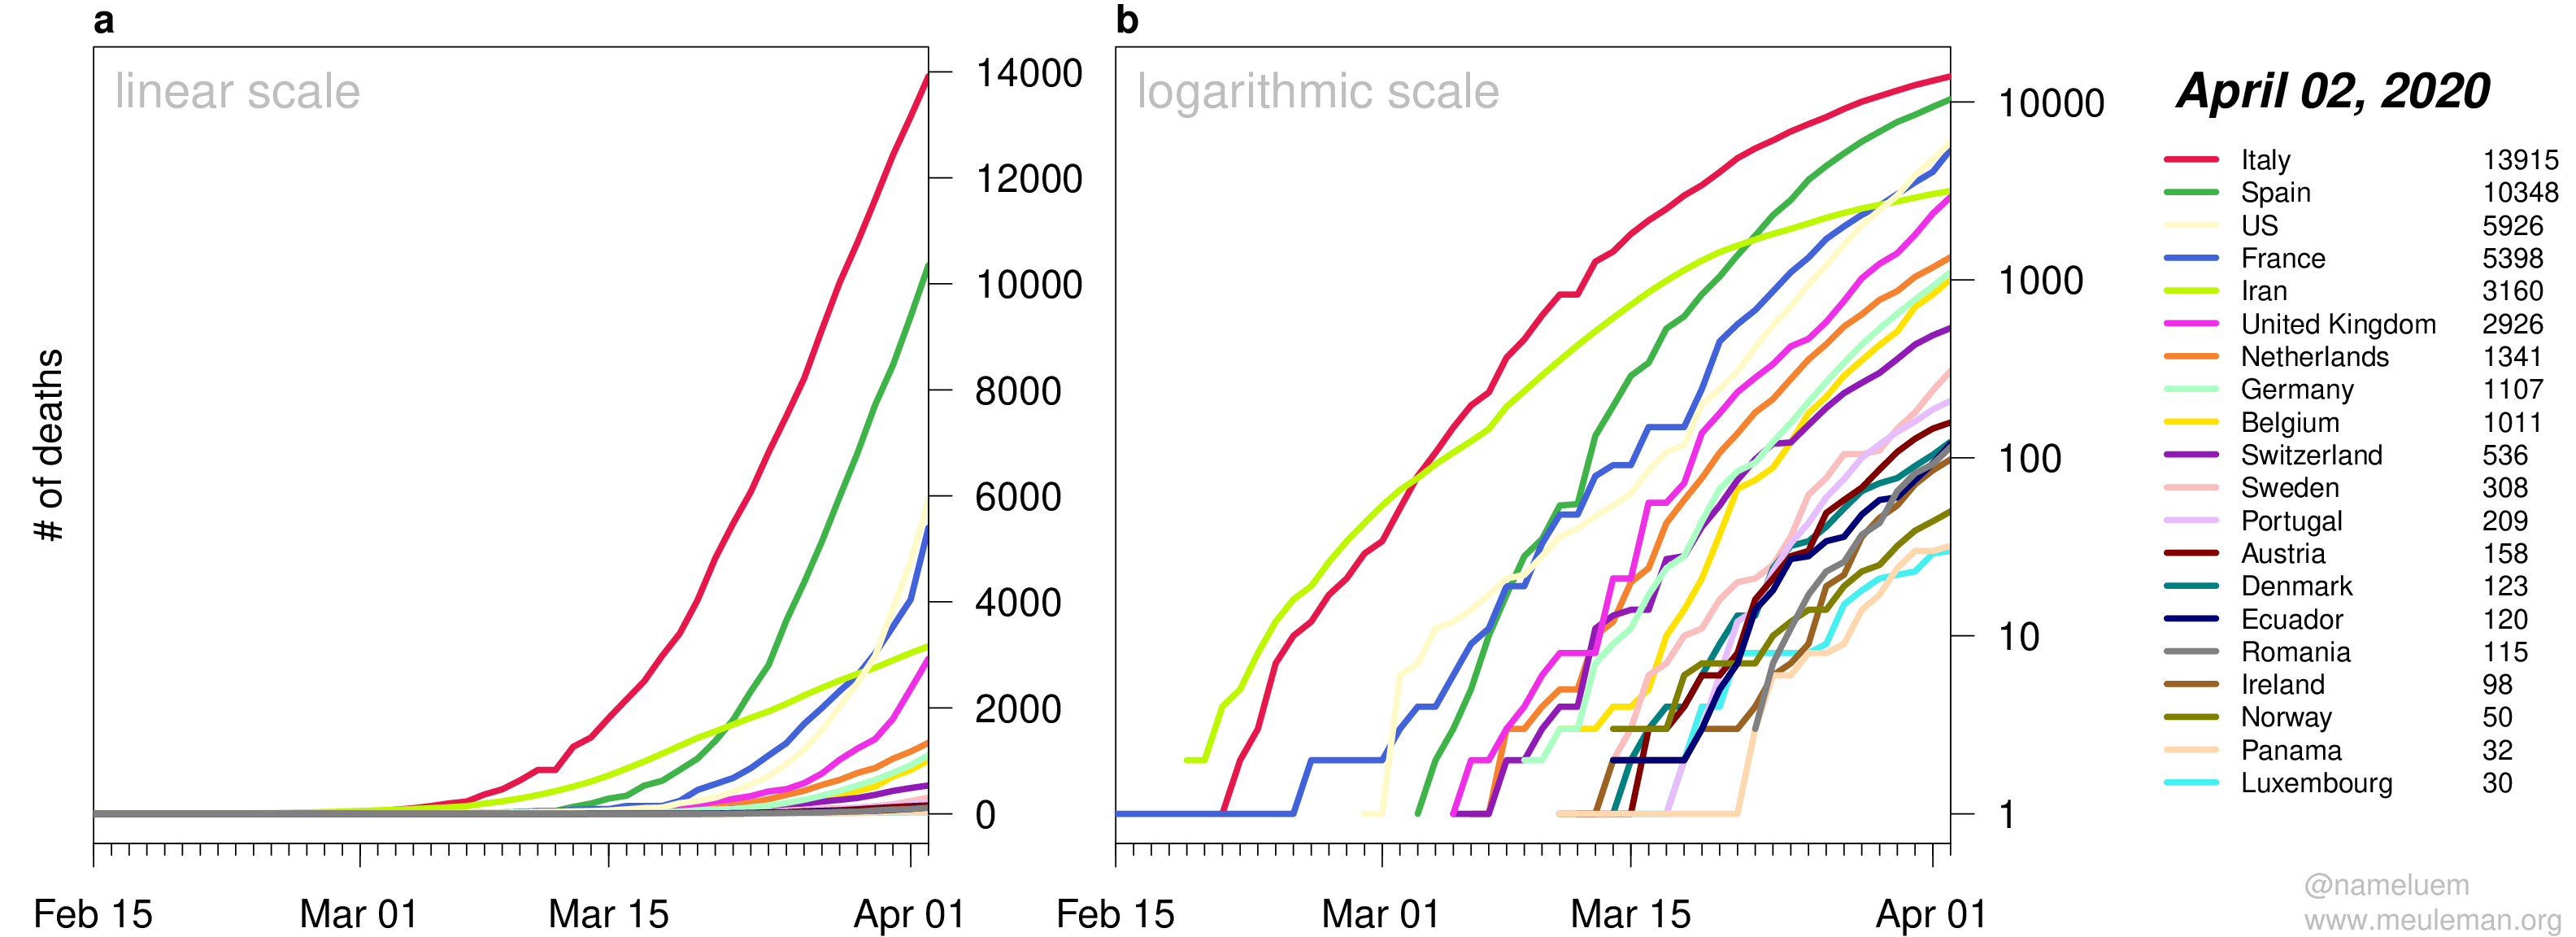 a
linear scale
# of deaths
14000
12000
10000
8000
6000
4000
2000
0
Feb 15 Mar 01 Mar 15 Apr 01
b
logarithmic scale
10000
1000
100
10
1
Feb 15 Mar 01 Mar 15 Apr 01
April 02, 2020
Italy 13915
Spain 10348
US 5926
France 5398
Iran 3160
United Kingdom 2926
Netherlands 1341
Germany 1107
Belgium 1011
Switzerland 536
Sweden 308
Portugal 209
Austria 158
Denmark 123
Ecuador 120
Romania 115
Ireland 98
Norway 50
Panama 32
Luxembourg 30
@nameluem
www.meuleman.org